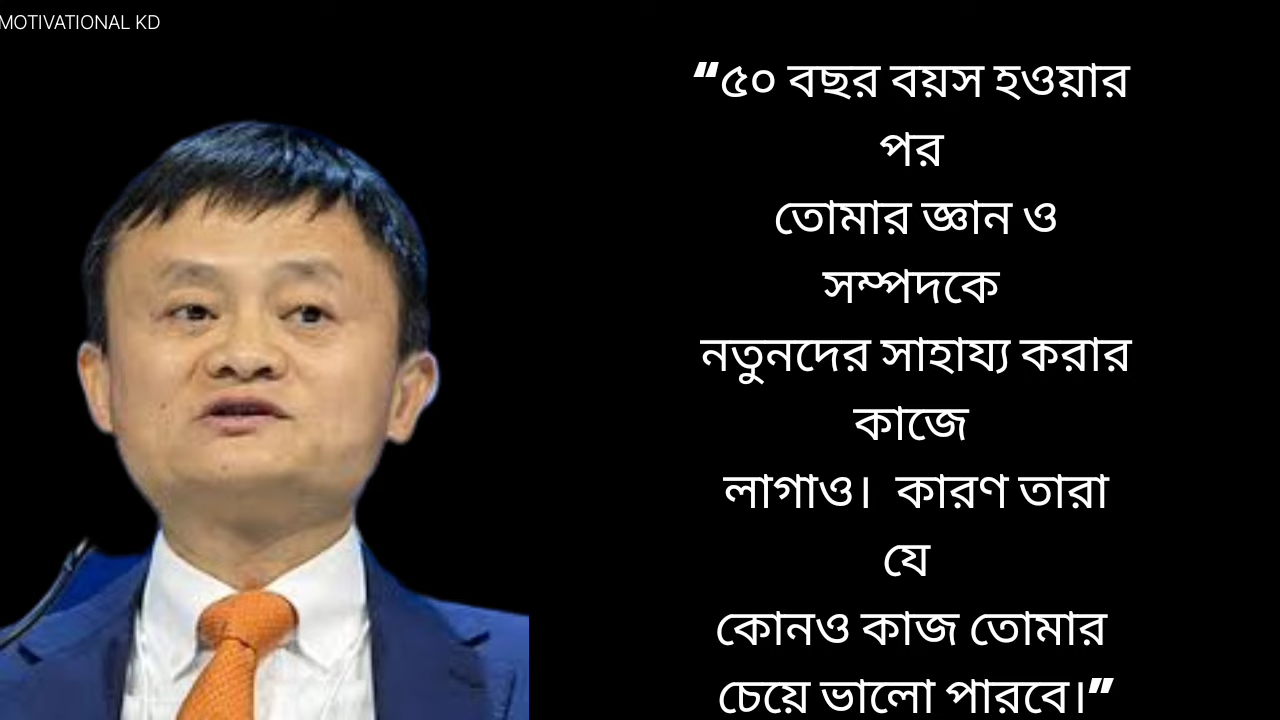 MOTIVATIONAL KD
“৫০ বছর বয়স হওয়ার
পর
তোমার জ্ঞান ও
সম্পদকে
নতুনদের সাহায্য করার
কাজে
লাগাও। কারণ তারা
যে
কোনও কাজ তোমার
চেয়ে ভালো পারবে।”